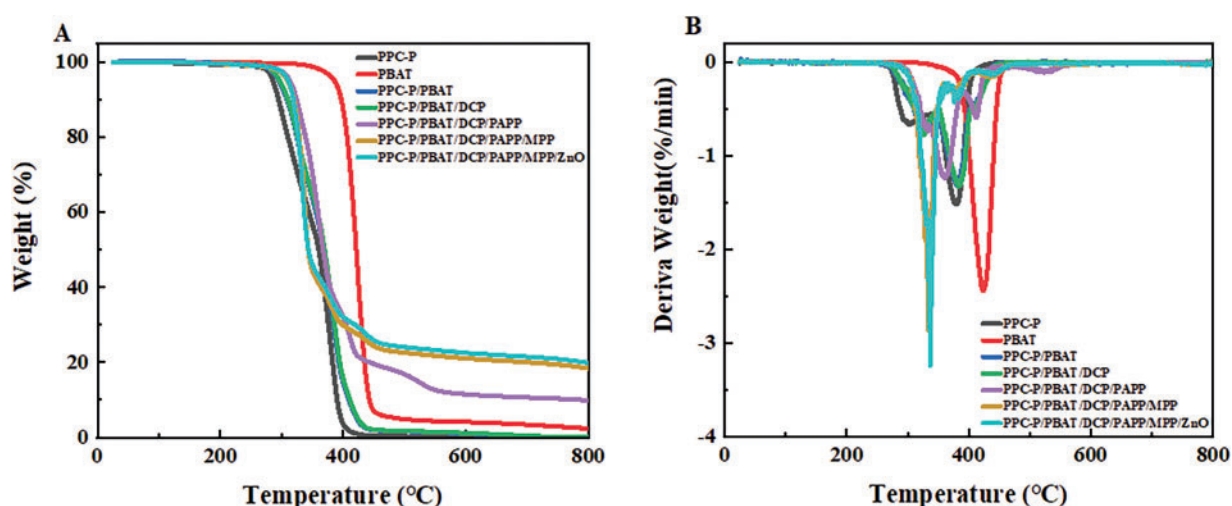 A
100
80
60
40
20
0
Weight (%)
PPC-P
PBAT
PPC-P/PBAT
PPC-P/PBAT/DCP
PPC-P/PBAT/DCP/PAPP
PPC-P/PBAT/DCP/PAPP/MPP
PPC-P/PBAT/DCP/PAPP/MPP/ZnO
0 200 400 600 800
Temperature (°C)
B
0
-1
-2
-3
-4
Deriva Weight(%/min)
PPC-P
PBAT
PPC-P/PBAT
PPC-P/PBAT/DCP
PPC-P/PBAT/DCP/PAPP
PPC-P/PBAT/DCP/PAPP/MPP
PPC-P/PBAT/DCP/PAPP/MPP/ZnO
0 200 400 600 800
Temperature (°C)